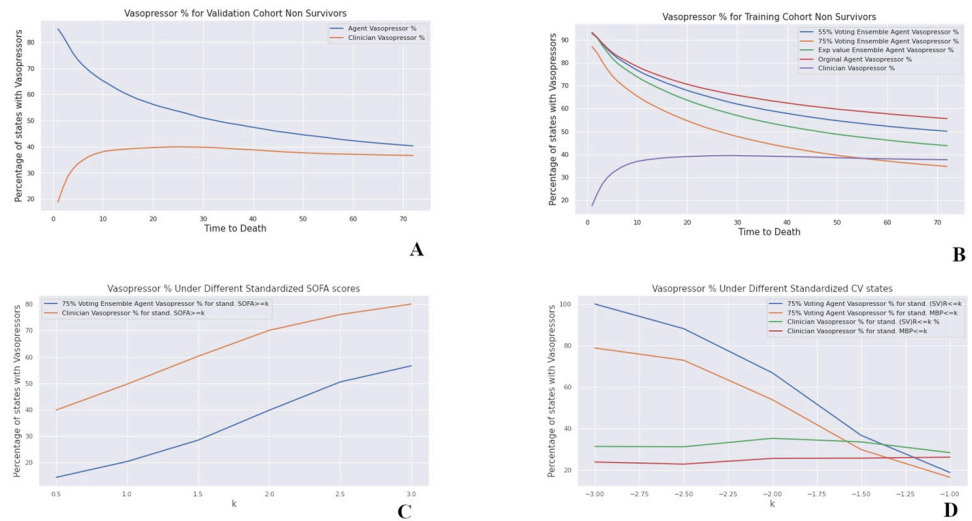 Vasopressor % for Validation Cohort Non Survivors
Agent Vasopressor %
Clinician Vasopressor %
Percentage of states with Vasopressors
80
70
60
50
40
30
20
0 10 20 30 40 50 60 70
Time to Death
A
Vasopressor % for Training Cohort Non Survivors
55% Voting Ensemble Agent Vasopressor %
75% Voting Ensemble Agent Vasopressor %
Exp value Ensemble Agent Vasopressor %
Orginal Agent Vasopressor %
Clinician Vasopressor %
Percentage of states with Vasopressors
90
80
70
60
50
40
30
20
0 10 20 30 40 50 60 70
Time to Death
B
Vasopressor % Under Different Standardized SOFA scores
75% Voting Ensemble Agent Vasopressor % for stand. SOFA>=k
Clinician Vasopressor % for stand. SOFA>=k
Percentage of states with Vasopressors
80
70
60
50
40
30
20
0.5 1.0 1.5 2.0 2.5 3.0
k
C
Vasopressor % Under Different Standardized CV states
75% Voting Agent Vasopressor % for stand. (SV)R<=k
75% Voting Agent Vasopressor % for stand. MBP<=k
Clinician Vasopressor % for stand. (SV)R<=k %
Clinician Vasopressor % for stand. MBP<=k
Percentage of states with Vasopressors
100
80
60
40
20
−3.00 −2.75 −2.50 −2.25 −2.00 −1.75 −1.50 −1.25 −1.00
k
D